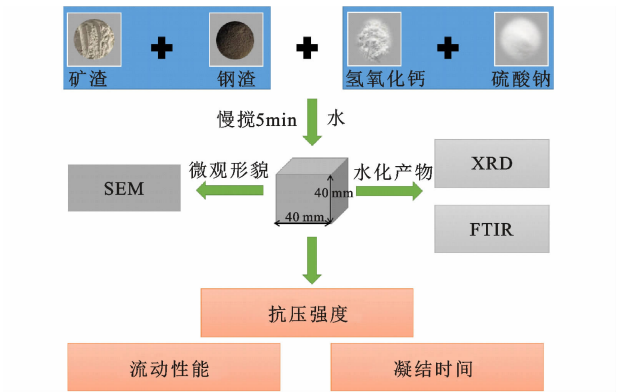 矿渣
钢渣
氢氧化钙
硫酸钠
慢搅5min
水
SEM
微观形貌
40 mm
40 mm
水化产物
XRD
FTIR
抗压强度
流动性能
凝结时间